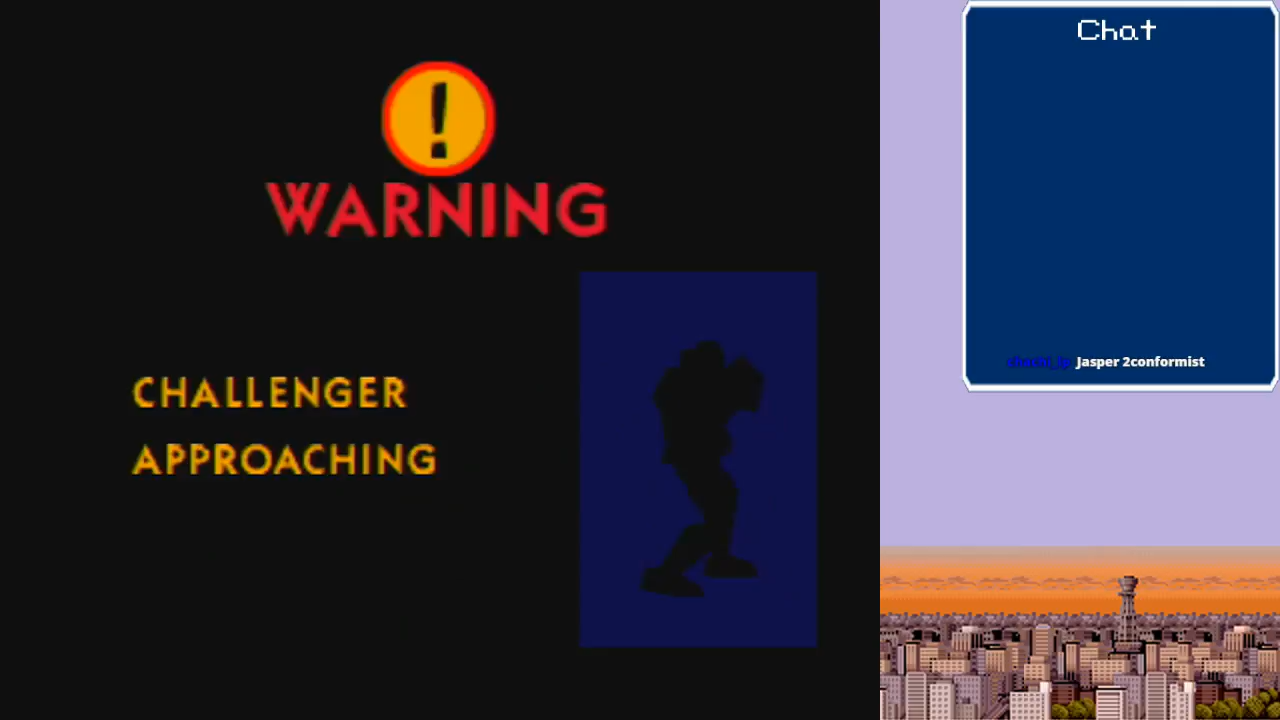 !
WARNING
CHALLENGER
APPROACHING
Chat
Jasper 2conformist